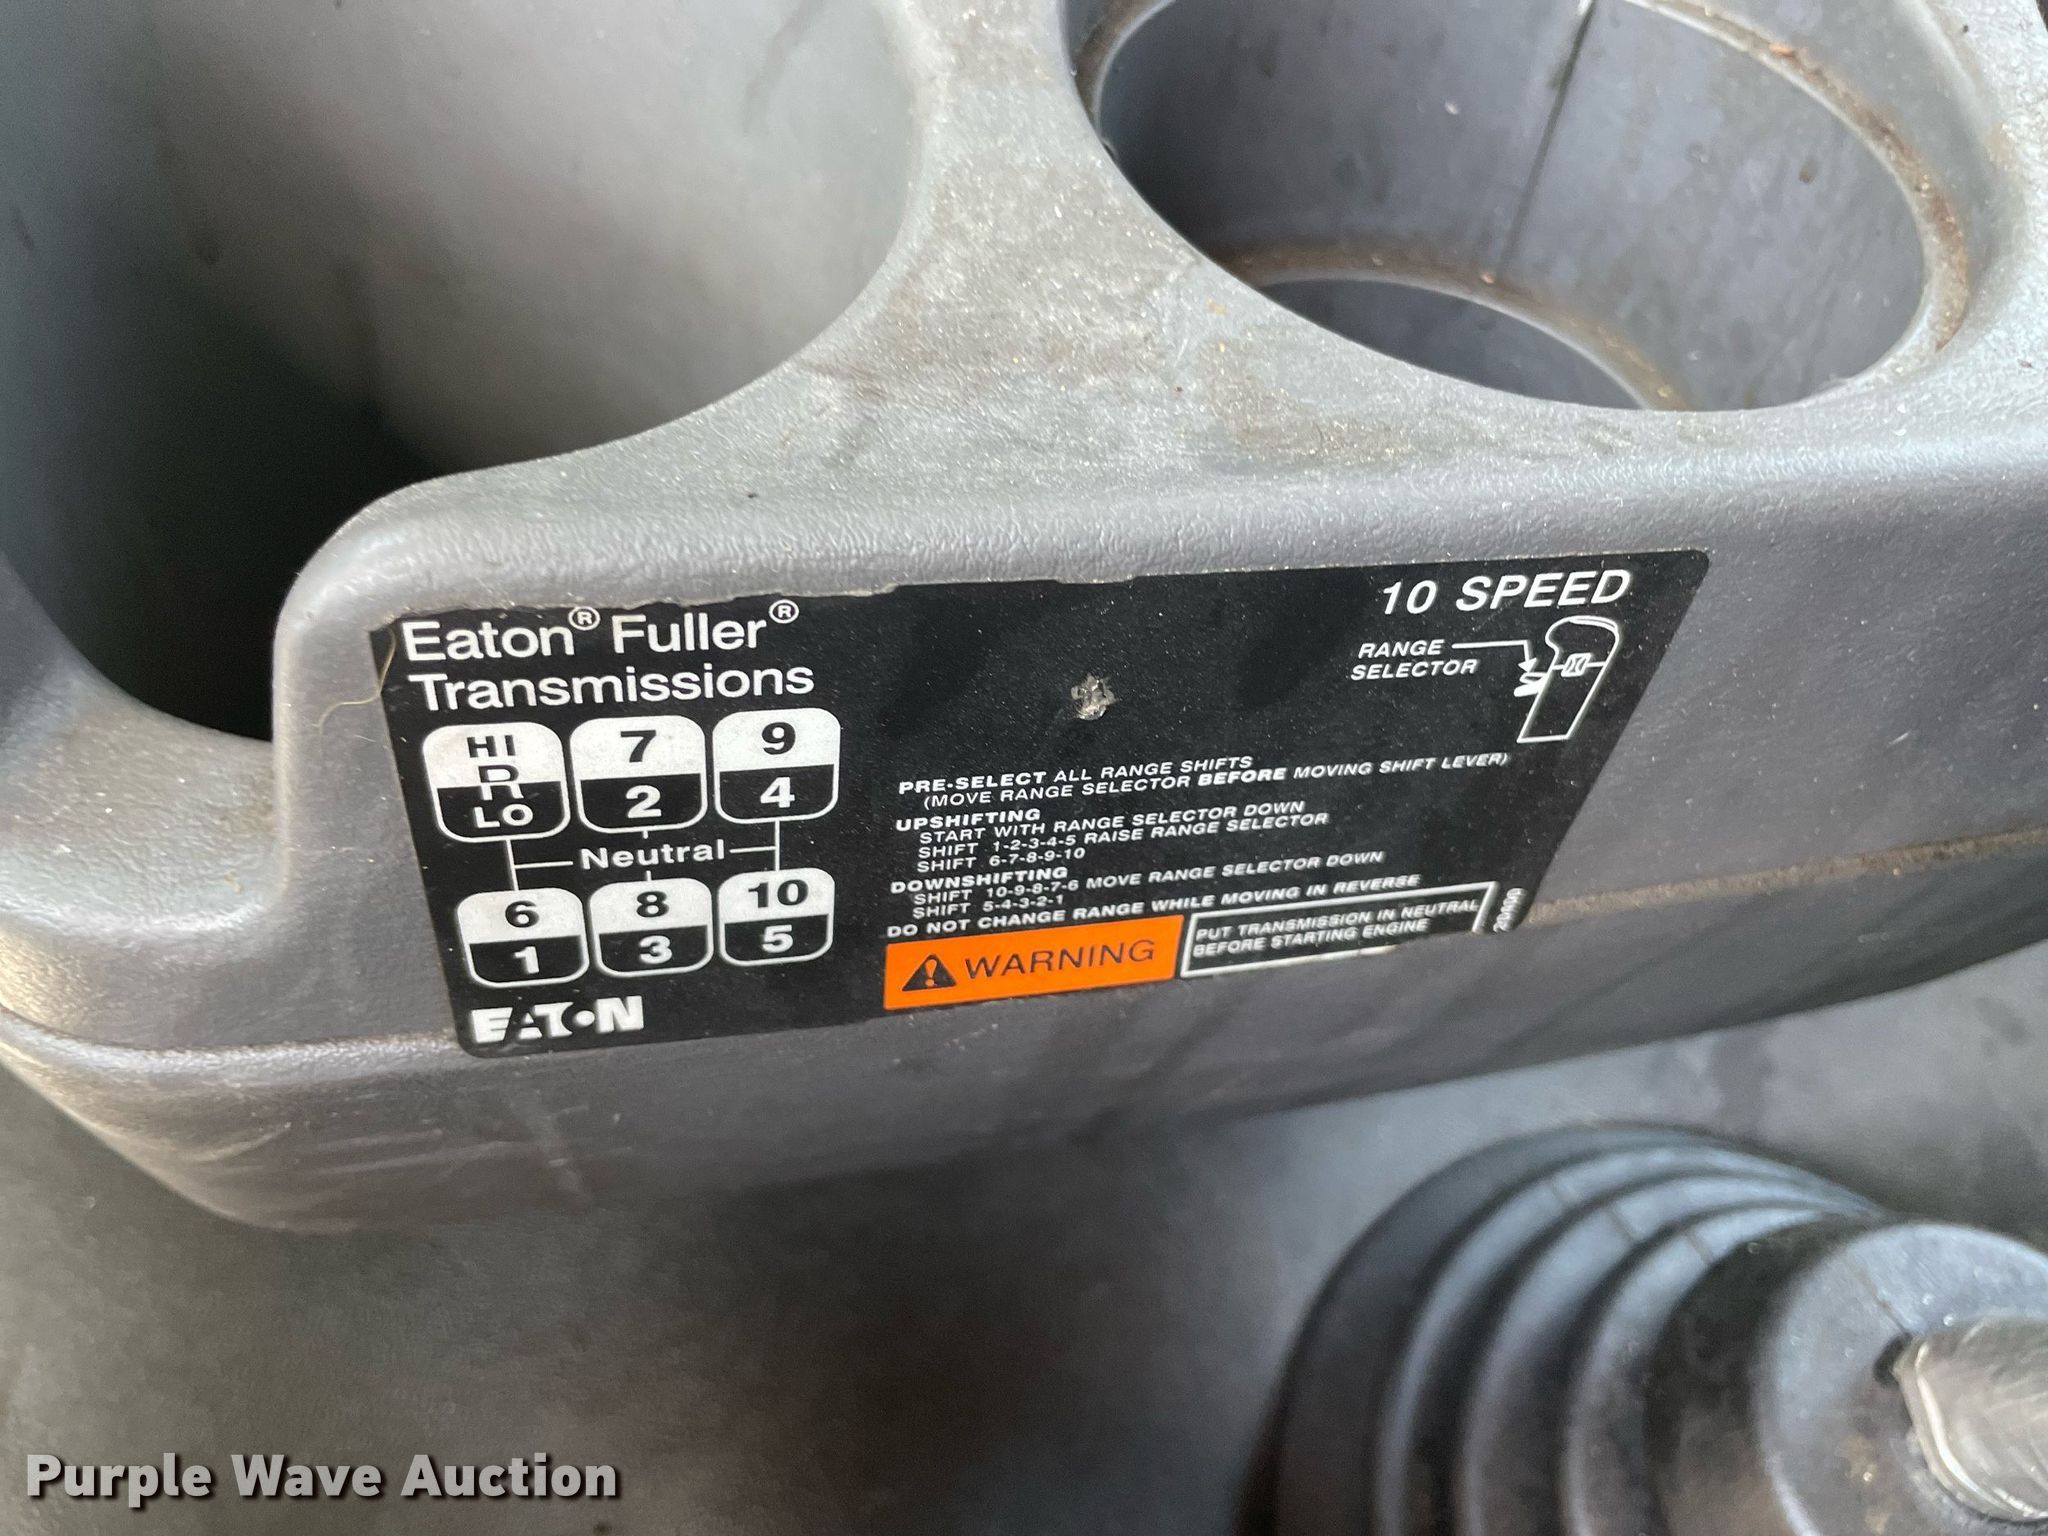 Eaton® Fuller®
Transmissions
HI
R
LO
7
2
9
4
Neutral
6
1
8
3
10
5
EATON
10 SPEED
RANGE
SELECTOR
PRE-SELECT ALL RANGE SHIFTS
(MOVE RANGE SELECTOR BEFORE MOVING SHIFT LEVER)
UPSHIFTING
START WITH RANGE SELECTOR DOWN
SHIFT 1-2-3-4-5 RAISE RANGE SELECTOR
SHIFT 6-7-8-9-10
DOWNSHIFTING
SHIFT 10-9-8-7-6 MOVE RANGE SELECTOR DOWN
SHIFT 5-4-3-2-1
DO NOT CHANGE RANGE WHILE MOVING IN REVERSE
WARNING
PUT TRANSMISSION IN NEUTRAL
BEFORE STARTING ENGINE
Purple Wave Auction